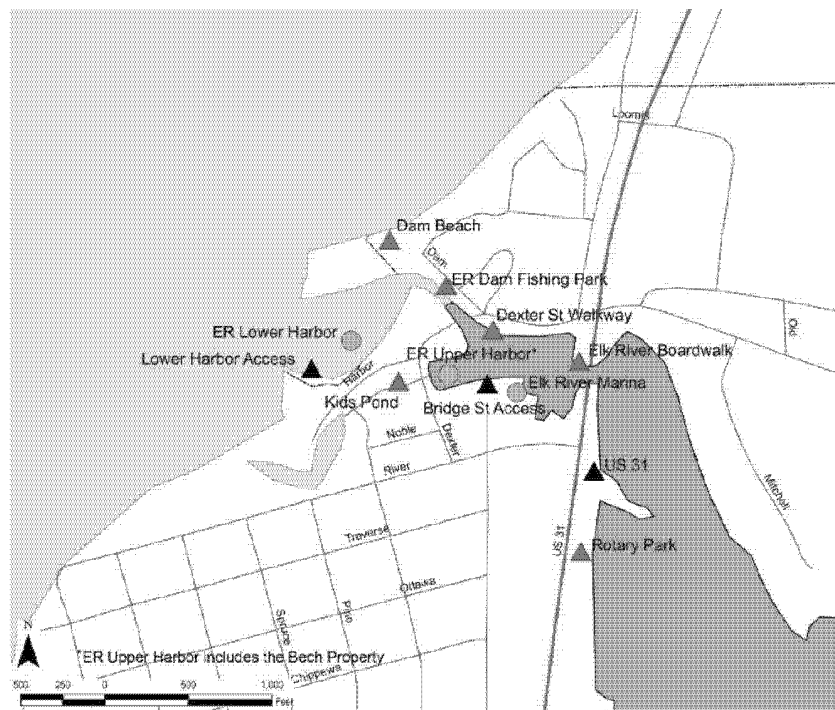 Loomis
Dam Beach
Dam
ER Dam Fishing Park
Dexter St Walkway
Old
ER Lower Harbor
ER Upper Harbor*
Elk River Boardwalk
Lower Harbor Access
Harbor
Kids Pond
Bridge St Access
Elk River Marina
Noble
Dexter
River
US 31
Mitchell
Traverse
US 31
Rotary Park
Ottawa
Spruce
Pine
N
*ER Upper Harbor includes the Bech Property
Chippewa
500 250 0 500 1,000
Feet